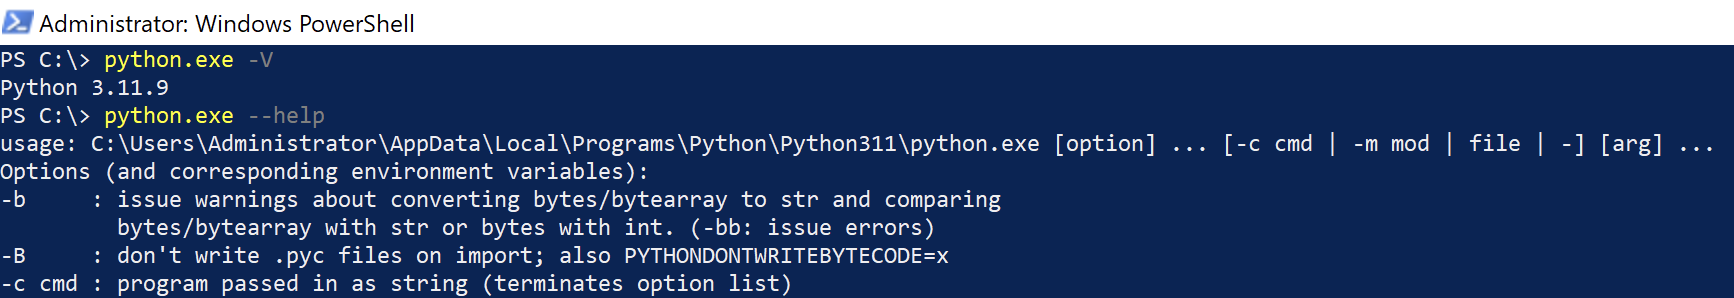 Administrator: Windows PowerShell
PS C:\> python.exe -V
Python 3.11.9
PS C:\> python.exe --help
usage: C:\Users\Administrator\AppData\Local\Programs\Python\Python311\python.exe [option] ... [-c cmd | -m mod | file | -] [arg] ...
Options (and corresponding environment variables):
-b     : issue warnings about converting bytes/bytearray to str and comparing
         bytes/bytearray with str or bytes with int. (-bb: issue errors)
-B     : don't write .pyc files on import; also PYTHONDONTWRITEBYTECODE=x
-c cmd : program passed in as string (terminates option list)